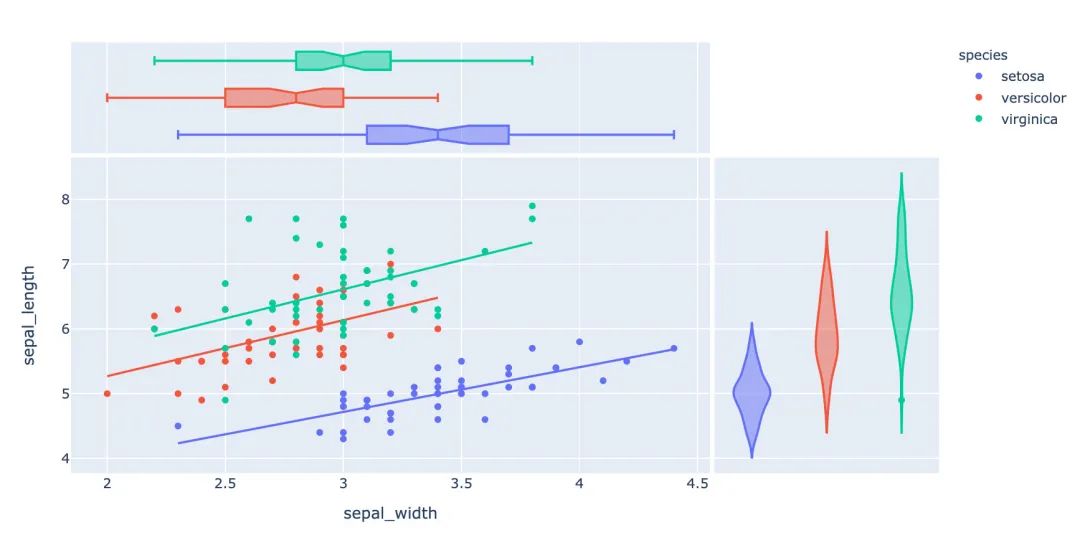 species
setosa
versicolor
virginica
8
7
6
5
4
sepal_length
2 2.5 3 3.5 4 4.5
sepal_width